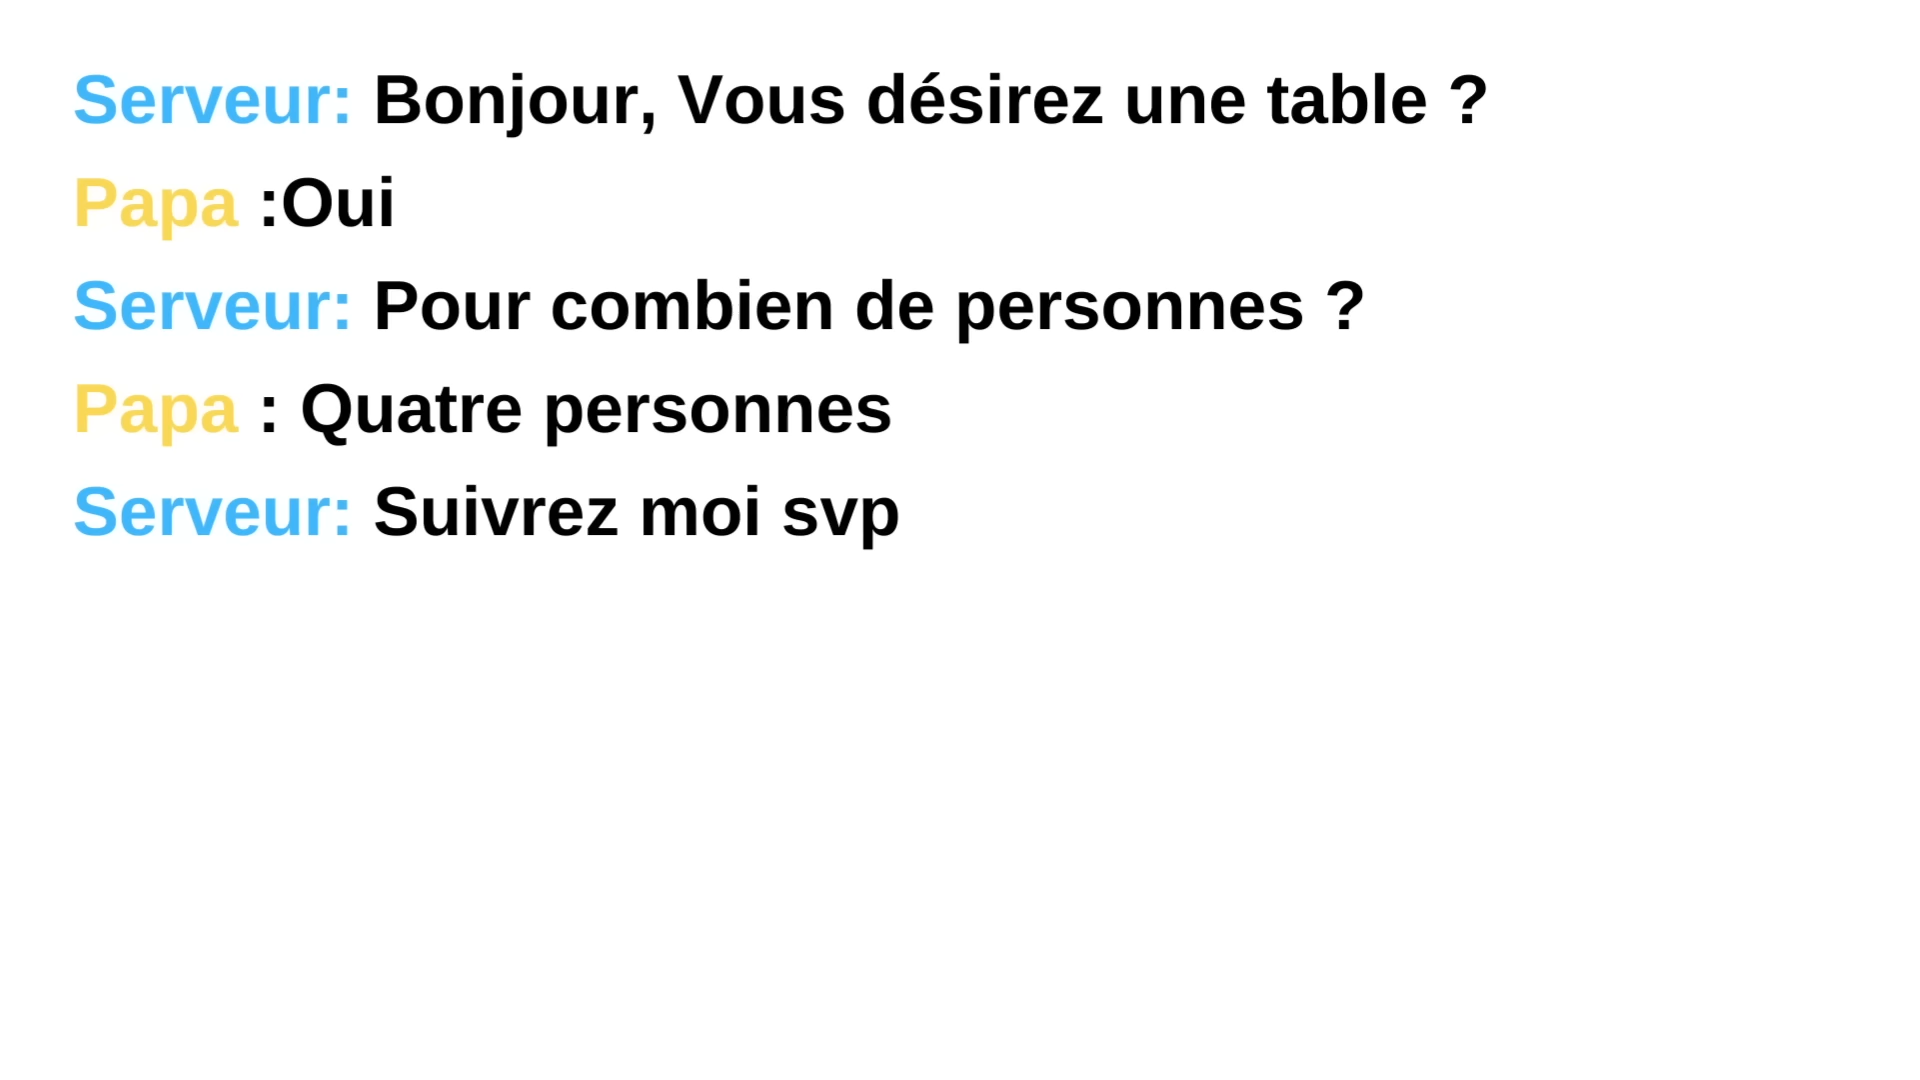 Serveur: Bonjour, Vous désirez une table ?
Papa :Oui
Serveur: Pour combien de personnes ?
Papa : Quatre personnes
Serveur: Suivrez moi svp